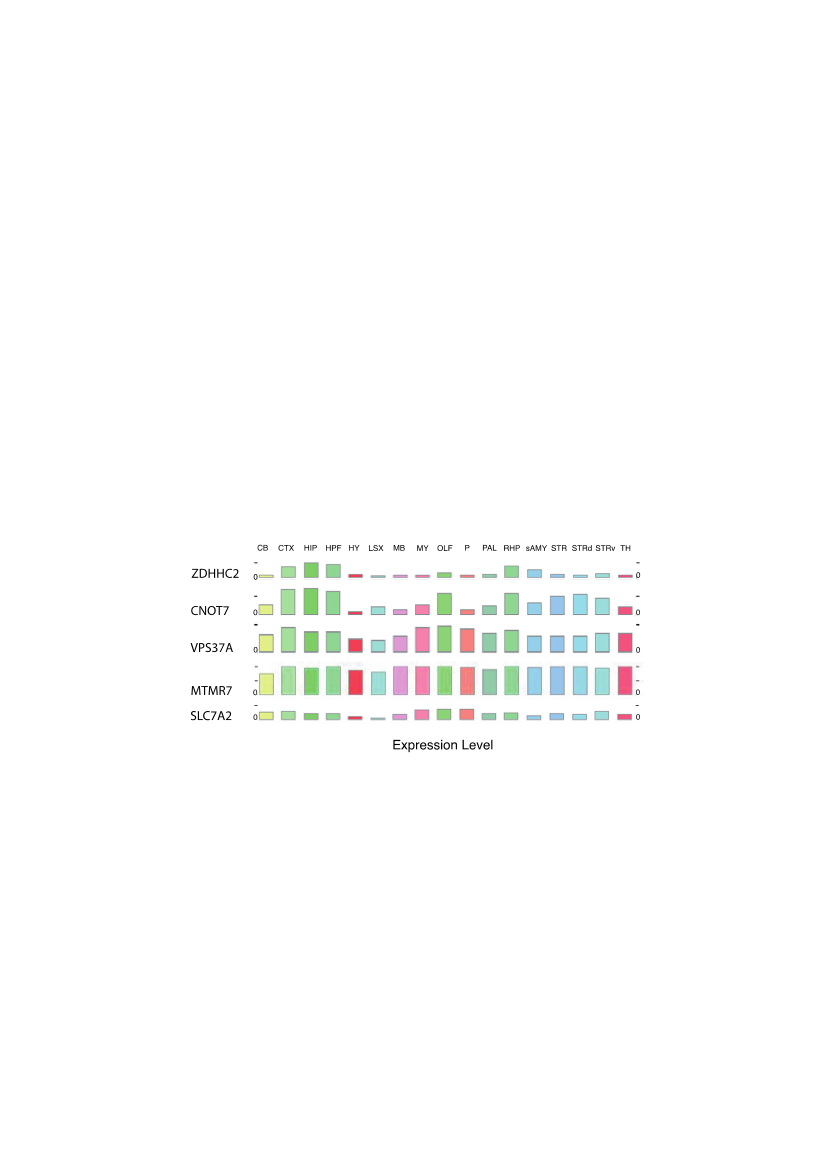 CB CTX HIP HPF HY LSX MB MY OLF P PAL RHP sAMY STR STRd STRv TH
ZDHHC2 0 0
CNOT7 0 0
VPS37A 0 0
MTMR7 0 0
SLC7A2 0 0
Expression Level